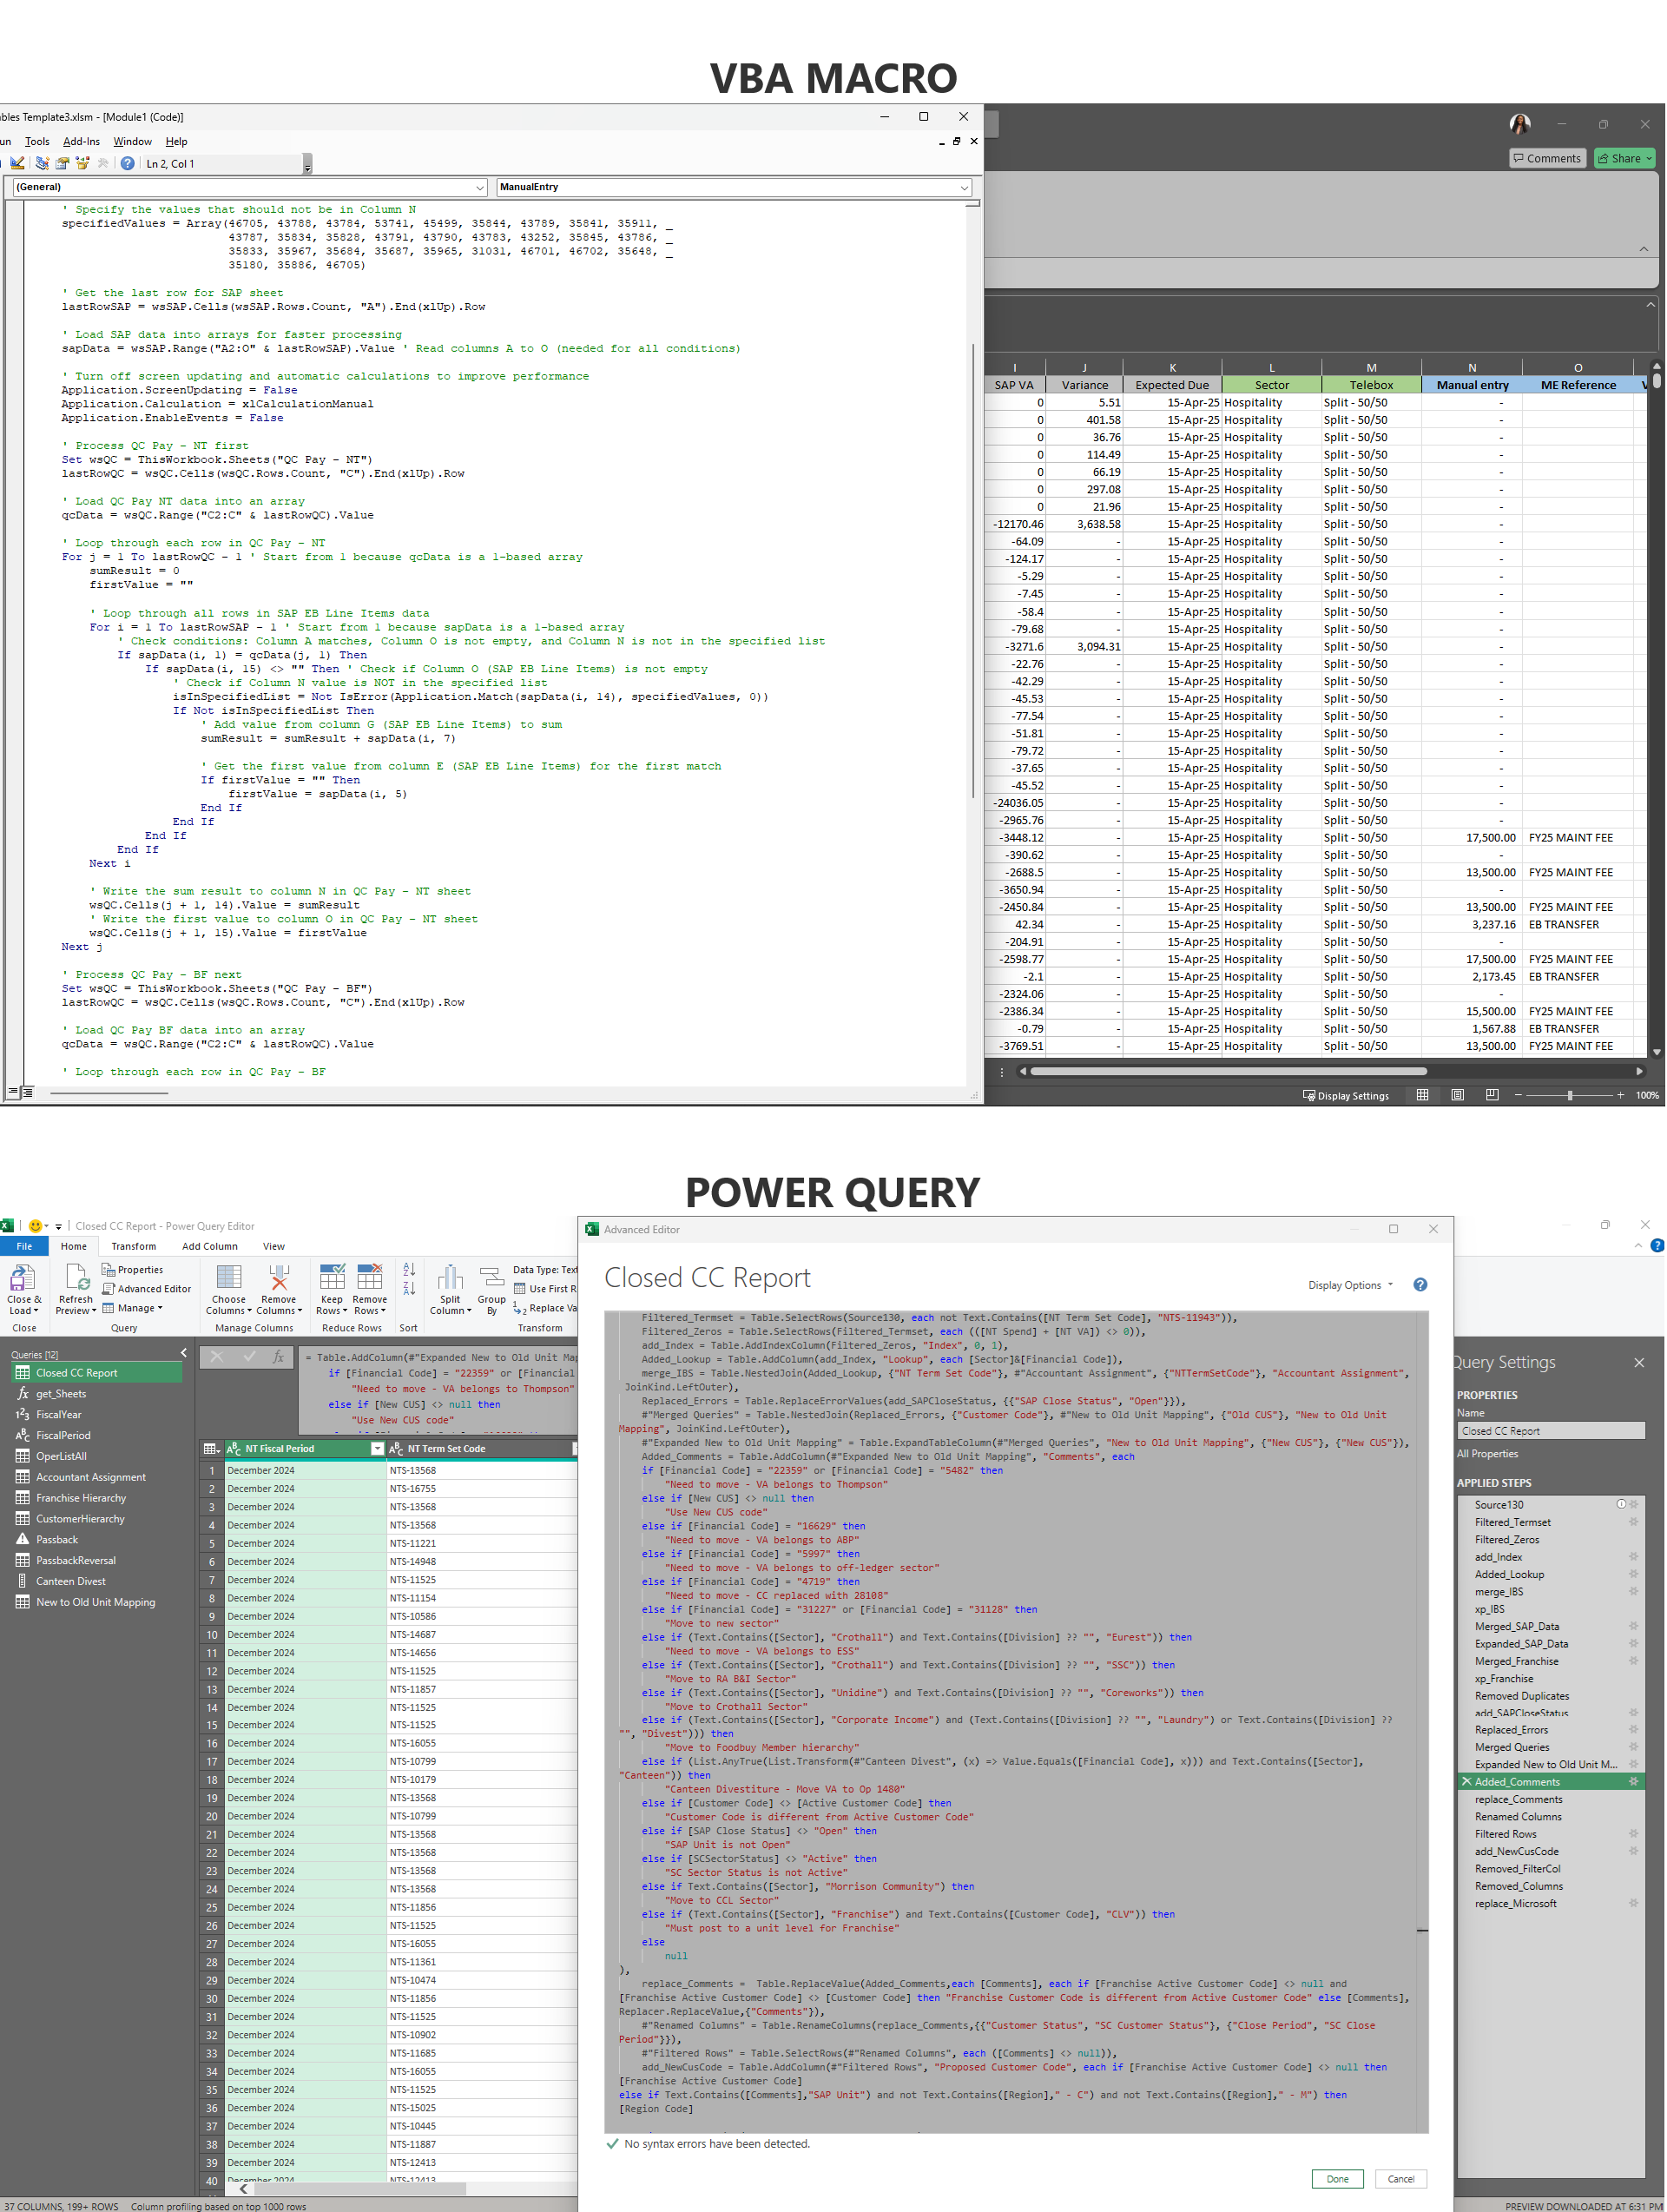 VBA MACRO
bles Template3.xlsm - [Module1 (Code)]
un Tools Add-Ins Window Help
Ln 2, Col 1
(General) ManualEntry
' Specify the values that should not be in Column N
specifiedValues = Array(46705, 43788, 43784, 53741, 45499, 35844, 43789, 35841, 35911, _
43787, 35834, 35828, 43791, 43790, 43783, 43252, 35845, 43786, _
35833, 35967, 35684, 35687, 35965, 31031, 46701, 46702, 35648, _
35180, 35886, 46705)
' Get the last row for SAP sheet
lastRowSAP = wsSAP.Cells(wsSAP.Rows.Count, "A").End(xlUp).Row
' Load SAP data into arrays for faster processing
sapData = wsSAP.Range("A2:O" & lastRowSAP).Value ' Read columns A to O (needed for all conditions)
' Turn off screen updating and automatic calculations to improve performance
Application.ScreenUpdating = False
Application.Calculation = xlCalculationManual
Application.EnableEvents = False
' Process QC Pay - NT first
Set wsQC = ThisWorkbook.Sheets("QC Pay - NT")
lastRowQC = wsQC.Cells(wsQC.Rows.Count, "C").End(xlUp).Row
' Load QC Pay NT data into an array
qcData = wsQC.Range("C2:C" & lastRowQC).Value
' Loop through each row in QC Pay - NT
For j = 1 To lastRowQC - 1 ' Start from 1 because qcData is a 1-based array
sumResult = 0
firstValue = ""
' Loop through all rows in SAP EB Line Items data
For i = 1 To lastRowSAP - 1 ' Start from 1 because sapData is a 1-based array
' Check conditions: Column A matches, Column O is not empty, and Column N is not in the specified list
If sapData(i, 1) = qcData(j, 1) Then
If sapData(i, 15) <> "" Then ' Check if Column O (SAP EB Line Items) is not empty
' Check if Column N value is NOT in the specified list
isInSpecifiedList = Not IsError(Application.Match(sapData(i, 14), specifiedValues, 0))
If Not isInSpecifiedList Then
' Add value from column G (SAP EB Line Items) to sum
sumResult = sumResult + sapData(i, 7)
' Get the first value from column E (SAP EB Line Items) for the first match
If firstValue = "" Then
firstValue = sapData(i, 5)
End If
End If
End If
End If
Next i
' Write the sum result to column N in QC Pay - NT sheet
wsQC.Cells(j + 1, 14).Value = sumResult
' Write the first value to column O in QC Pay - NT sheet
wsQC.Cells(j + 1, 15).Value = firstValue
Next j
' Process QC Pay - BF next
Set wsQC = ThisWorkbook.Sheets("QC Pay - BF")
lastRowQC = wsQC.Cells(wsQC.Rows.Count, "C").End(xlUp).Row
' Load QC Pay BF data into an array
qcData = wsQC.Range("C2:C" & lastRowQC).Value
' Loop through each row in QC Pay - BF
Comments Share
I J K L M N O
SAP VA Variance Expected Due Sector Telebox Manual entry ME Reference V
0 5.51 15-Apr-25 Hospitality Split - 50/50 -
0 401.58 15-Apr-25 Hospitality Split - 50/50 -
0 36.76 15-Apr-25 Hospitality Split - 50/50 -
0 114.49 15-Apr-25 Hospitality Split - 50/50 -
0 66.19 15-Apr-25 Hospitality Split - 50/50 -
0 297.08 15-Apr-25 Hospitality Split - 50/50 -
0 21.96 15-Apr-25 Hospitality Split - 50/50 -
-12170.46 3,638.58 15-Apr-25 Hospitality Split - 50/50 -
-64.09 - 15-Apr-25 Hospitality Split - 50/50 -
-124.17 - 15-Apr-25 Hospitality Split - 50/50 -
-5.29 - 15-Apr-25 Hospitality Split - 50/50 -
-7.45 - 15-Apr-25 Hospitality Split - 50/50 -
-58.4 - 15-Apr-25 Hospitality Split - 50/50 -
-79.68 - 15-Apr-25 Hospitality Split - 50/50 -
-3271.6 3,094.31 15-Apr-25 Hospitality Split - 50/50 -
-22.76 - 15-Apr-25 Hospitality Split - 50/50 -
-42.29 - 15-Apr-25 Hospitality Split - 50/50 -
-45.53 - 15-Apr-25 Hospitality Split - 50/50 -
-77.54 - 15-Apr-25 Hospitality Split - 50/50 -
-51.81 - 15-Apr-25 Hospitality Split - 50/50 -
-79.72 - 15-Apr-25 Hospitality Split - 50/50 -
-37.65 - 15-Apr-25 Hospitality Split - 50/50 -
-45.52 - 15-Apr-25 Hospitality Split - 50/50 -
-24036.05 - 15-Apr-25 Hospitality Split - 50/50 -
-2965.76 - 15-Apr-25 Hospitality Split - 50/50 -
-3448.12 - 15-Apr-25 Hospitality Split - 50/50 17,500.00 FY25 MAINT FEE
-390.62 - 15-Apr-25 Hospitality Split - 50/50 -
-2688.5 - 15-Apr-25 Hospitality Split - 50/50 13,500.00 FY25 MAINT FEE
-3650.94 - 15-Apr-25 Hospitality Split - 50/50 -
-2450.84 - 15-Apr-25 Hospitality Split - 50/50 13,500.00 FY25 MAINT FEE
42.34 - 15-Apr-25 Hospitality Split - 50/50 3,237.16 EB TRANSFER
-204.91 - 15-Apr-25 Hospitality Split - 50/50 -
-2598.77 - 15-Apr-25 Hospitality Split - 50/50 17,500.00 FY25 MAINT FEE
-2.1 - 15-Apr-25 Hospitality Split - 50/50 2,173.45 EB TRANSFER
-2324.06 - 15-Apr-25 Hospitality Split - 50/50 -
-2386.34 - 15-Apr-25 Hospitality Split - 50/50 15,500.00 FY25 MAINT FEE
-0.79 - 15-Apr-25 Hospitality Split - 50/50 1,567.88 EB TRANSFER
-3769.51 - 15-Apr-25 Hospitality Split - 50/50 13,500.00 FY25 MAINT FEE
Display Settings 100%
POWER QUERY
Closed CC Report - Power Query Editor
File Home Transform Add Column View
Close & Load
Refresh Preview
Properties
Advanced Editor
Manage
Choose Columns
Remove Columns
Keep Rows
Remove Rows
Split Column
Group By
Data Type: Text
Use First R
Replace Va
Close Query Manage Columns Reduce Rows Sort Transform
Queries [12]
Closed CC Report
get_Sheets
FiscalYear
FiscalPeriod
OperListAll
Accountant Assignment
Franchise Hierarchy
CustomerHierarchy
Passback
PassbackReversal
Canteen Divest
New to Old Unit Mapping
= Table.AddColumn(#"Expanded New to Old Unit Map
if [Financial Code] = "22359" or [Financial
"Need to move - VA belongs to Thompson"
else if [New CUS] <> null then
"Use New CUS code"
NT Fiscal Period NT Term Set Code
1 December 2024 NTS-13568
2 December 2024 NTS-16755
3 December 2024 NTS-13568
4 December 2024 NTS-13568
5 December 2024 NTS-11221
6 December 2024 NTS-14948
7 December 2024 NTS-11525
8 December 2024 NTS-11154
9 December 2024 NTS-10586
10 December 2024 NTS-14687
11 December 2024 NTS-14656
12 December 2024 NTS-11525
13 December 2024 NTS-11857
14 December 2024 NTS-11525
15 December 2024 NTS-11525
16 December 2024 NTS-16055
17 December 2024 NTS-10799
18 December 2024 NTS-10179
19 December 2024 NTS-13568
20 December 2024 NTS-10799
21 December 2024 NTS-13568
22 December 2024 NTS-13568
23 December 2024 NTS-13568
24 December 2024 NTS-13568
25 December 2024 NTS-11856
26 December 2024 NTS-11525
27 December 2024 NTS-16055
28 December 2024 NTS-11361
29 December 2024 NTS-10474
30 December 2024 NTS-11856
31 December 2024 NTS-11525
32 December 2024 NTS-10902
33 December 2024 NTS-11685
34 December 2024 NTS-16055
35 December 2024 NTS-11525
36 December 2024 NTS-15025
37 December 2024 NTS-10445
38 December 2024 NTS-11887
39 December 2024 NTS-12413
40 December 2024 NTS-12413
37 COLUMNS, 199+ ROWS Column profiling based on top 1000 rows
Advanced Editor
Closed CC Report
Display Options
Filtered_Termset = Table.SelectRows(Source130, each not Text.Contains([NT Term Set Code], "NTS-11943")),
Filtered_Zeros = Table.SelectRows(Filtered_Termset, each (([NT Spend] + [NT VA]) <> 0)),
add_Index = Table.AddIndexColumn(Filtered_Zeros, "Index", 0, 1),
Added_Lookup = Table.AddColumn(add_Index, "Lookup", each [Sector]&[Financial Code]),
merge_IBS = Table.NestedJoin(Added_Lookup, {"NT Term Set Code"}, #"Accountant Assignment", {"NTTermSetCode"}, "Accountant Assignment",
JoinKind.LeftOuter),
Replaced_Errors = Table.ReplaceErrorValues(add_SAPCloseStatus, {{"SAP Close Status", "Open"}}),
#"Merged Queries" = Table.NestedJoin(Replaced_Errors, {"Customer Code"}, #"New to Old Unit Mapping", {"Old CUS"}, "New to Old Unit
Mapping", JoinKind.LeftOuter),
#"Expanded New to Old Unit Mapping" = Table.ExpandTableColumn(#"Merged Queries", "New to Old Unit Mapping", {"New CUS"}, {"New CUS"}),
Added_Comments = Table.AddColumn(#"Expanded New to Old Unit Mapping", "Comments", each
if [Financial Code] = "22359" or [Financial Code] = "5482" then
"Need to move - VA belongs to Thompson"
else if [New CUS] <> null then
"Use New CUS code"
else if [Financial Code] = "16629" then
"Need to move - VA belongs to ABP"
else if [Financial Code] = "5997" then
"Need to move - VA belongs to off-ledger sector"
else if [Financial Code] = "4719" then
"Need to move - CC replaced with 28108"
else if [Financial Code] = "31227" or [Financial Code] = "31128" then
"Move to new sector"
else if (Text.Contains([Sector], "Crothall") and Text.Contains([Division] ?? "", "Eurest")) then
"Need to move - VA belongs to ESS"
else if (Text.Contains([Sector], "Crothall") and Text.Contains([Division] ?? "", "SSC")) then
"Move to RA B&I Sector"
else if (Text.Contains([Sector], "Unidine") and Text.Contains([Division] ?? "", "Coreworks")) then
"Move to Crothall Sector"
else if (Text.Contains([Sector], "Corporate Income") and (Text.Contains([Division] ?? "", "Laundry") or Text.Contains([Division] ??
"", "Divest"))) then
"Move to Foodbuy Member hierarchy"
else if (List.AnyTrue(List.Transform(#"Canteen Divest", (x) => Value.Equals([Financial Code], x))) and Text.Contains([Sector],
"Canteen")) then
"Canteen Divestiture - Move VA to Op 1480"
else if [Customer Code] <> [Active Customer Code] then
"Customer Code is different from Active Customer Code"
else if [SAP Close Status] <> "Open" then
"SAP Unit is not Open"
else if [SCSectorStatus] <> "Active" then
"SC Sector Status is not Active"
else if Text.Contains([Sector], "Morrison Community") then
"Move to CCL Sector"
else if (Text.Contains([Sector], "Franchise") and Text.Contains([Customer Code], "CLV")) then
"Must post to a unit level for Franchise"
else
null
),
replace_Comments = Table.ReplaceValue(Added_Comments,each [Comments], each if [Franchise Active Customer Code] <> null and
[Franchise Active Customer Code] <> [Customer Code] then "Franchise Customer Code is different from Active Customer Code" else [Comments],
Replacer.ReplaceValue,{"Comments"}),
#"Renamed Columns" = Table.RenameColumns(replace_Comments,{{"Customer Status", "SC Customer Status"}, {"Close Period", "SC Close
Period"}}),
#"Filtered Rows" = Table.SelectRows(#"Renamed Columns", each ([Comments] <> null)),
add_NewCusCode = Table.AddColumn(#"Filtered Rows", "Proposed Customer Code", each if [Franchise Active Customer Code] <> null then
[Franchise Active Customer Code]
else if Text.Contains([Comments],"SAP Unit") and not Text.Contains([Region]," - C") and not Text.Contains([Region]," - M") then
[Region Code]
No syntax errors have been detected.
Done Cancel
Query Settings
PROPERTIES
Name
Closed CC Report
All Properties
APPLIED STEPS
Source130
Filtered_Termset
Filtered_Zeros
add_Index
Added_Lookup
merge_IBS
xp_IBS
Merged_SAP_Data
Expanded_SAP_Data
Merged_Franchise
xp_Franchise
Removed Duplicates
add_SAPCloseStatus
Replaced_Errors
Merged Queries
Expanded New to Old Unit M...
Added_Comments
replace_Comments
Renamed Columns
Filtered Rows
add_NewCusCode
Removed_FilterCol
Removed_Columns
replace_Microsoft
PREVIEW DOWNLOADED AT 6:31 PM